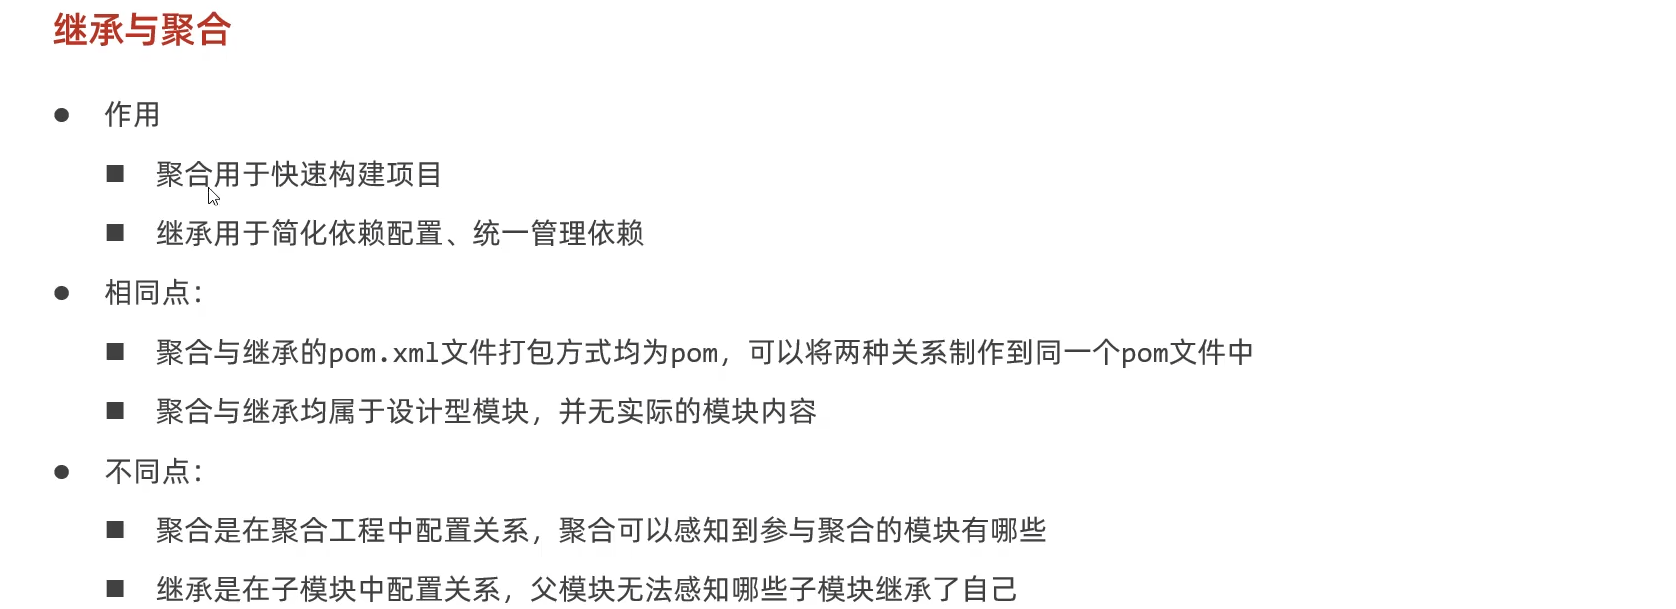 继承与聚合
作用
聚合用于快速构建项目
继承用于简化依赖配置、统一管理依赖
相同点：
聚合与继承的pom.xml文件打包方式均为pom，可以将两种关系制作到同一个pom文件中
聚合与继承均属于设计型模块，并无实际的模块内容
不同点：
聚合是在聚合工程中配置关系，聚合可以感知到参与聚合的模块有哪些
继承是在子模块中配置关系，父模块无法感知哪些子模块继承了自己